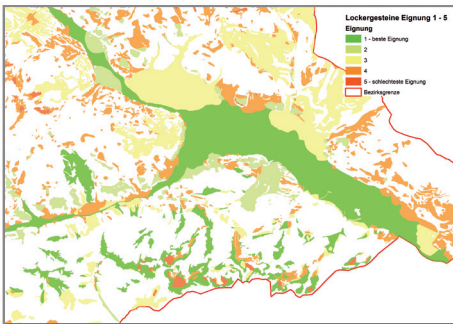 Lockergesteine Eignung 1 - 5
Eignung
1 - beste Eignung
2
3
4
5 - schlechteste Eignung
Bezirksgrenze